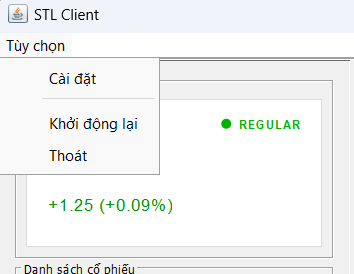 STL Client
Tùy chọn
Cài đặt
Khởi động lại
Thoát
REGULAR
+1.25 (+0.09%)
Danh sách cổ phiếu